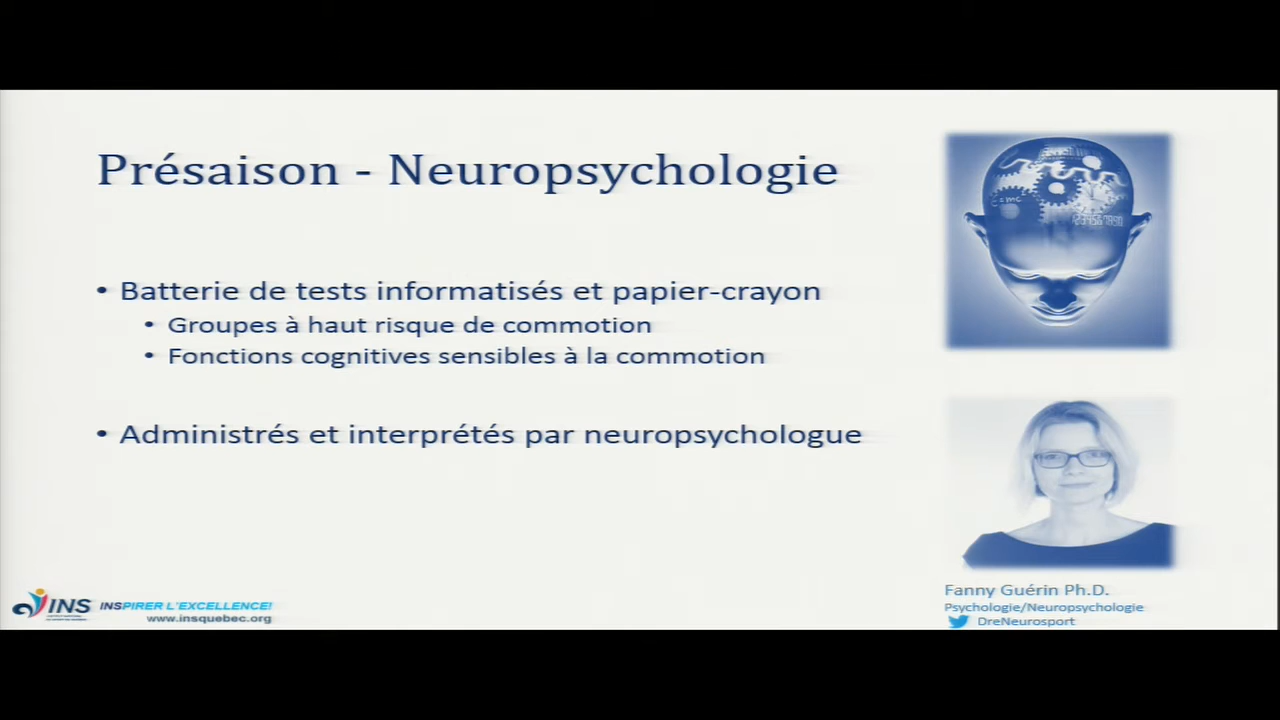 Présaison - Neuropsychologie
• Batterie de tests informatisés et papier-crayon
• Groupes à haut risque de commotion
• Fonctions cognitives sensibles à la commotion
• Administrés et interprétés par neuropsychologue
Fanny Guérin Ph.D.
Psychologie/Neuropsychologie
DreNeurosport
INS
INSPIRER L'EXCELLENCE!
www.insquebec.org